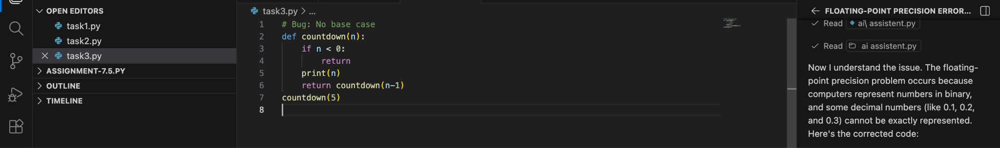 OPEN EDITORS
task1.py
task2.py
task3.py
ASSIGNMENT-7.5.PY
OUTLINE
TIMELINE
task3.py > ...
1 # Bug: No base case
2 def countdown(n):
3 if n < 0:
4 return
5 print(n)
6 return countdown(n-1)
7 countdown(5)
8
FLOATING-POINT PRECISION ERROR...
Read ai\ assistent.py
Read ai assistent.py
Now I understand the issue. The floating-
point precision problem occurs because
computers represent numbers in binary,
and some decimal numbers (like 0.1, 0.2,
and 0.3) cannot be exactly represented.
Here's the corrected code: